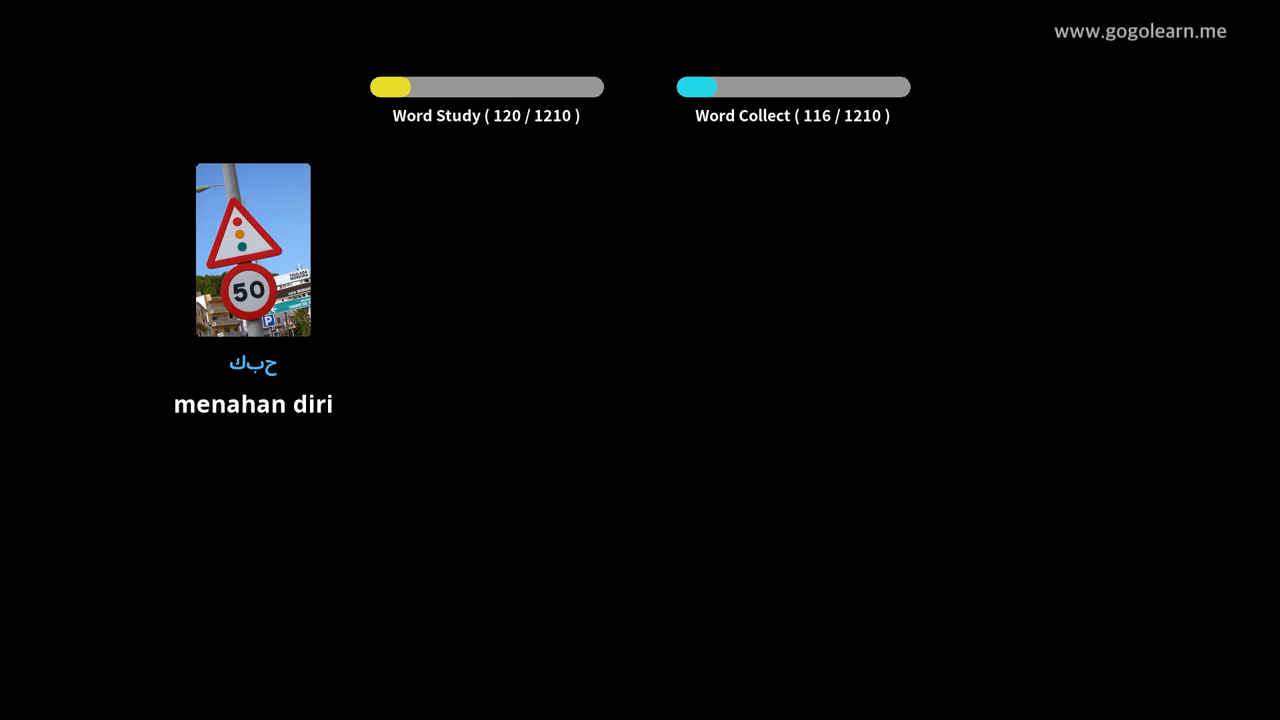 www.gogolearn.me
Word Study ( 120 / 1210 )
Word Collect ( 116 / 1210 )
50
P
حبك
menahan diri